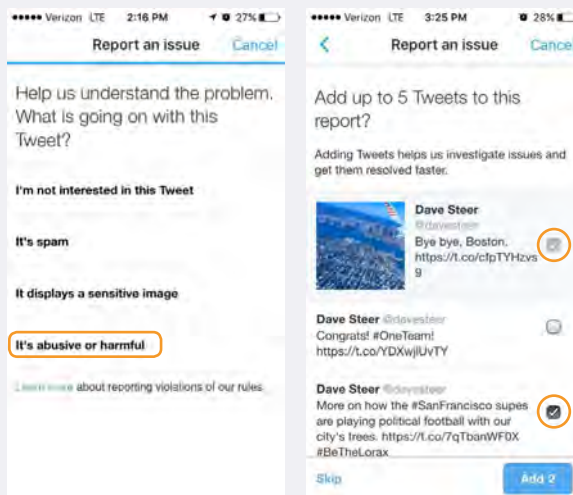 Verizon LTE 2:16 PM 27%
Report an issue Cancel
Help us understand the problem.
What is going on with this
Tweet?
I'm not interested in this Tweet
It's spam
It displays a sensitive image
It's abusive or harmful
Learn more about reporting violations of our rules.
Verizon LTE 3:25 PM 28%
Report an issue Cance
Add up to 5 Tweets to this
report?
Adding Tweets helps us investigate issues and
get them resolved faster.
Dave Steer
@davesteer
Bye bye, Boston.
https://t.co/cfpTYHzvs
9
Dave Steer @davesteer
Congrats! #OneTeam!
https://t.co/YDXwjlUvTY
Dave Steer @davesteer
More on how the #SanFrancisco supes
are playing political football with our
city's trees. https://t.co/7qTbanWF0X
#BeTheLorax
Skip Add 2